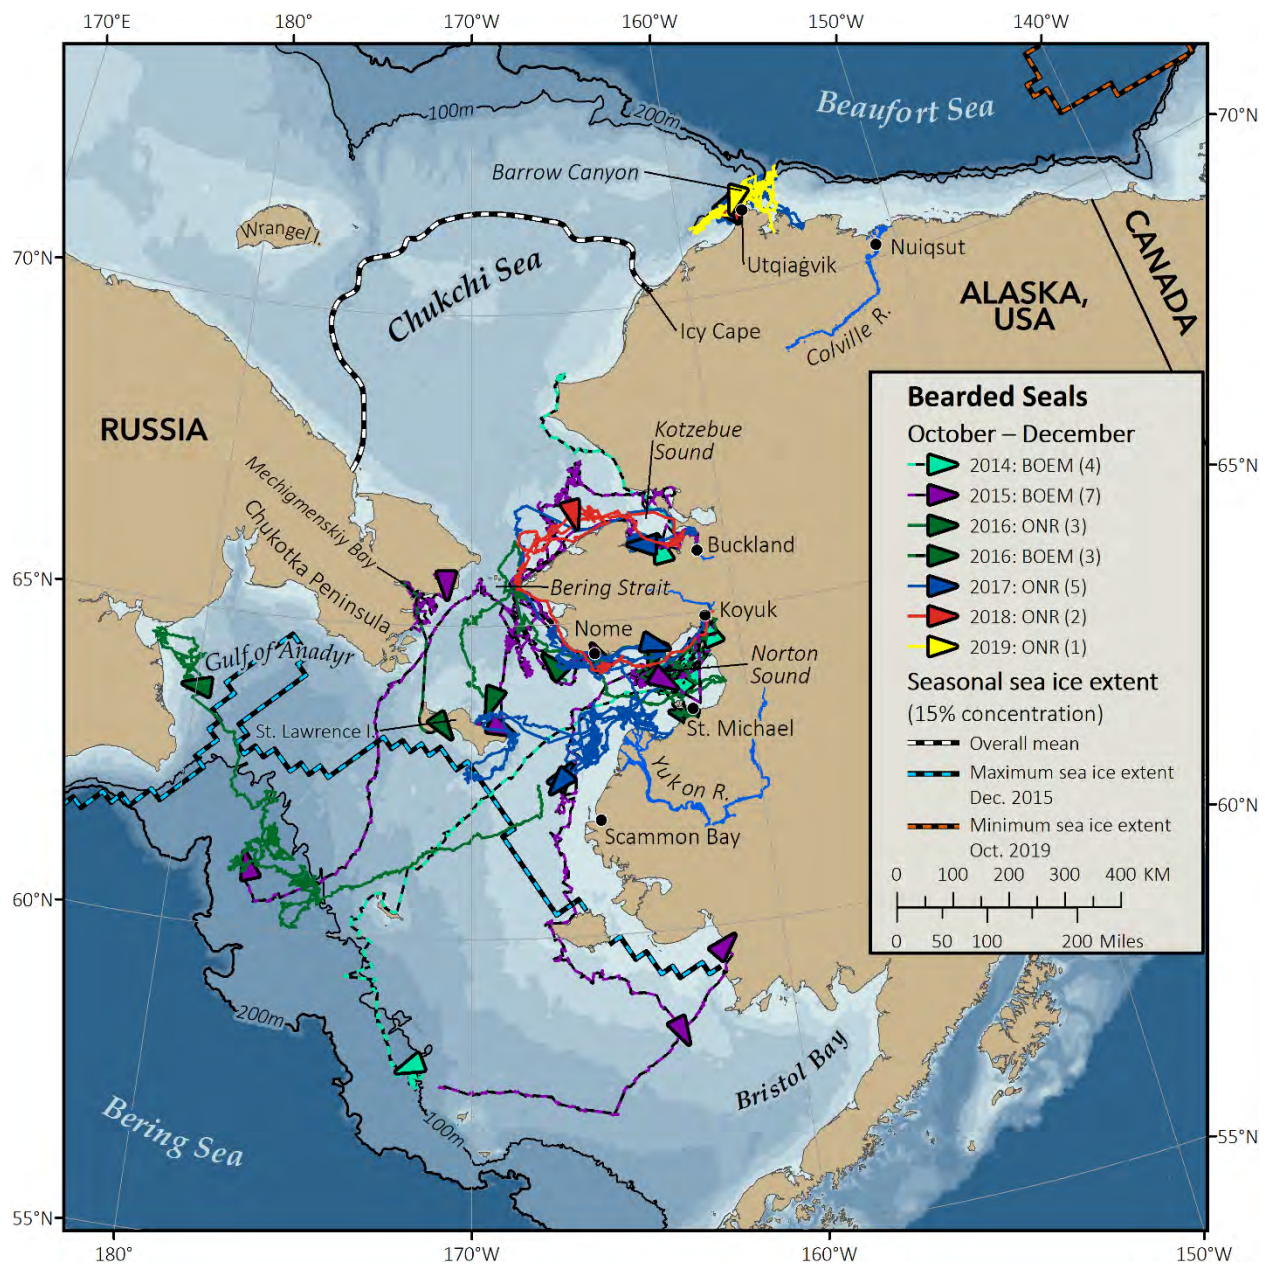 170°E
180°
170°W
160°W
150°W
140°W
Beaufort Sea
100m
200m
70°N
Barrow Canyon
Wrangel I.
70°N
Chukchi Sea
Utqiaġvik
Nuiqsut
CANADA
ALASKA,
USA
Icy Cape
Colville R.
RUSSIA
Kotzebue
Sound
65°N
Mechigmenskiy Bay
Chukotka Peninsula
Buckland
65°N
Bering Strait
Koyuk
Nome
Gulf of Anadyr
Norton
Sound
St. Lawrence I.
St. Michael
Yukon R.
60°N
Scammon Bay
60°N
200m
Bristol Bay
Bering Sea
100m
55°N
55°N
180°
170°W
160°W
150°W
Bearded Seals
October – December
2014: BOEM (4)
2015: BOEM (7)
2016: ONR (3)
2016: BOEM (3)
2017: ONR (5)
2018: ONR (2)
2019: ONR (1)
Seasonal sea ice extent
(15% concentration)
Overall mean
Maximum sea ice extent
Dec. 2015
Minimum sea ice extent
Oct. 2019
0 100 200 300 400 KM
0 50 100 200 Miles